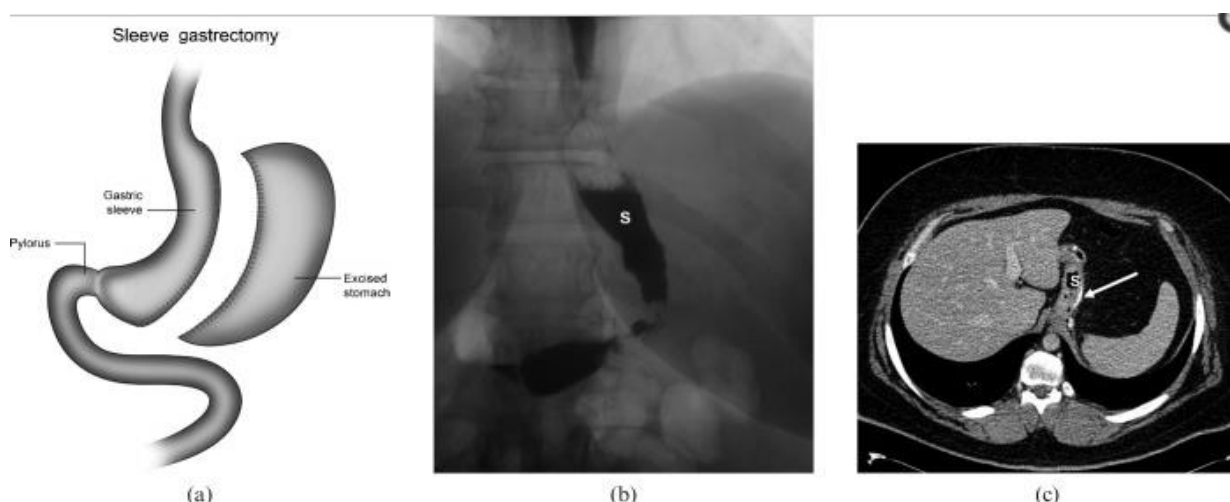 Sleeve gastrectomy
Gastric
sleeve
Pylorus
Excised
stomach
S
S
(a)
(b)
(c)